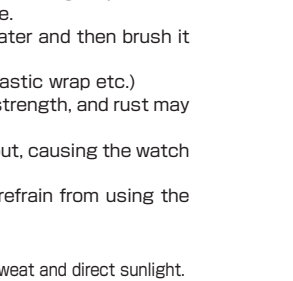 e.
ater and then brush it
astic wrap etc.)
strength, and rust may
out, causing the watch
refrain from using the
weat and direct sunlight.